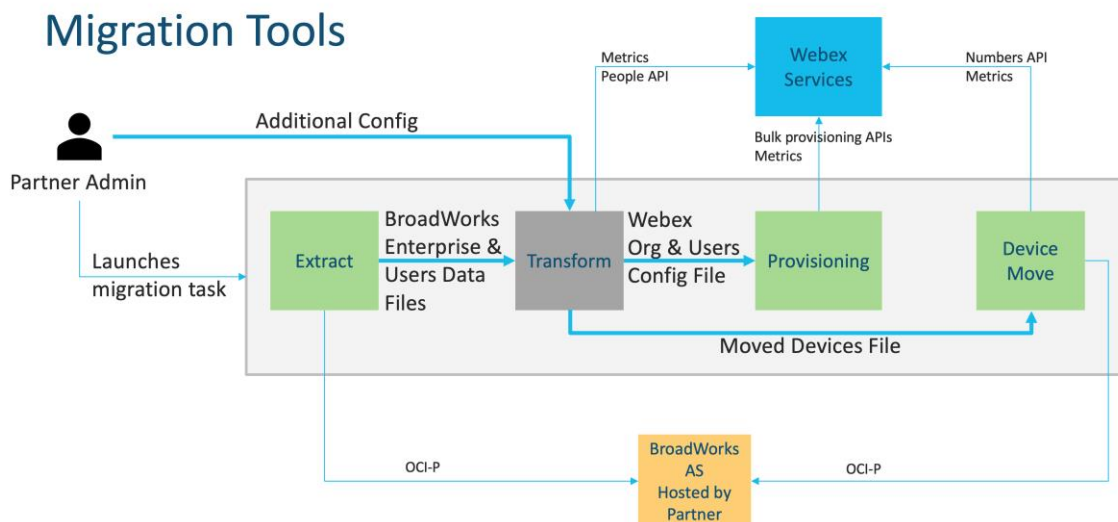 Migration Tools
Metrics
People API
Webex
Services
Numbers API
Metrics
Additional Config
Bulk provisioning APIs
Metrics
Partner Admin
Launches
migration task
Extract
BroadWorks
Enterprise &
Users Data
Files
Transform
Webex
Org & Users
Config File
Provisioning
Device
Move
Moved Devices File
OCI-P
BroadWorks
AS
Hosted by
Partner
OCI-P